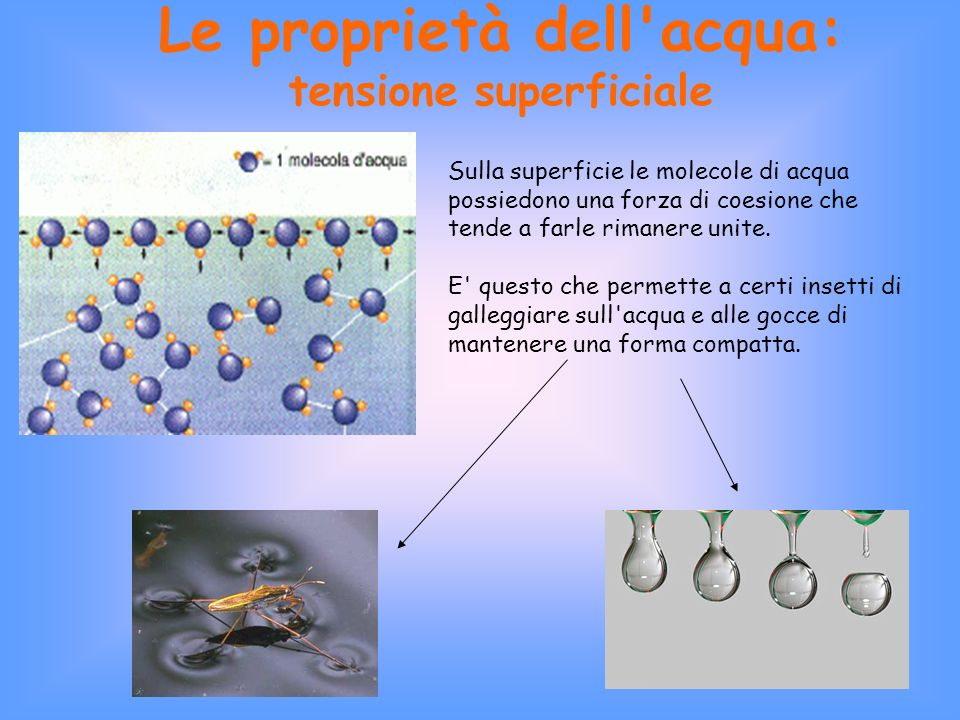 Le proprietà dell'acqua:
tensione superficiale
= 1 molecola d'acqua
Sulla superficie le molecole di acqua
possiedono una forza di coesione che
tende a farle rimanere unite.
E' questo che permette a certi insetti di
galleggiare sull'acqua e alle gocce di
mantenere una forma compatta.